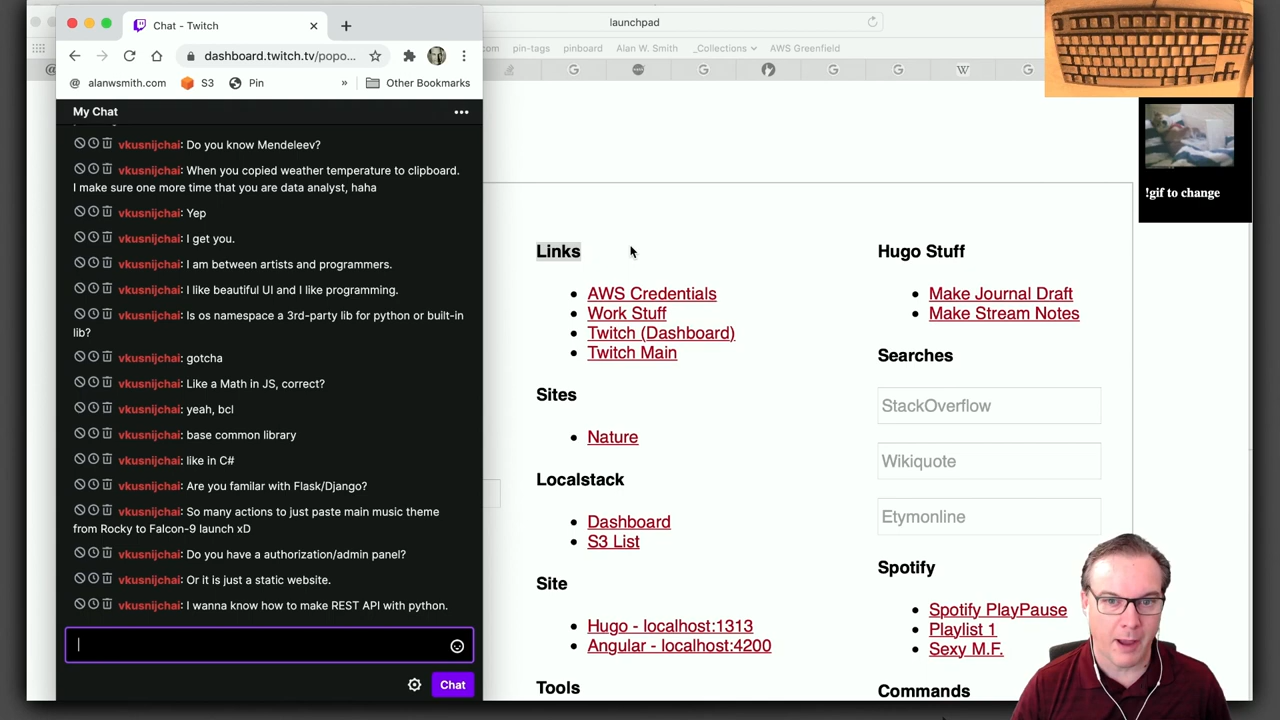 Chat - Twitch
launchpad
dashboard.twitch.tv/popo...
com
pin-tags
pinboard
Alan W. Smith
_Collections
AWS Greenfield
@ alanwsmith.com
S3
Pin
»
Other Bookmarks
My Chat
vkusnijchai: Do you know Mendeleev?
vkusnijchai: When you copied weather temperature to clipboard.
I make sure one more time that you are data analyst, haha
vkusnijchai: Yep
vkusnijchai: I get you.
vkusnijchai: I am between artists and programmers.
vkusnijchai: I like beautiful UI and I like programming.
vkusnijchai: Is os namespace a 3rd-party lib for python or built-in
lib?
vkusnijchai: gotcha
vkusnijchai: Like a Math in JS, correct?
vkusnijchai: yeah, bcl
vkusnijchai: base common library
vkusnijchai: like in C#
vkusnijchai: Are you familar with Flask/Django?
vkusnijchai: So many actions to just paste main music theme
from Rocky to Falcon-9 launch xD
vkusnijchai: Do you have a authorization/admin panel?
vkusnijchai: Or it is just a static website.
vkusnijchai: I wanna know how to make REST API with python.
Chat
Links
AWS Credentials
Work Stuff
Twitch (Dashboard)
Twitch Main
Sites
Nature
Localstack
Dashboard
S3 List
Site
Hugo - localhost:1313
Angular - localhost:4200
Tools
Hugo Stuff
Make Journal Draft
Make Stream Notes
Searches
StackOverflow
Wikiquote
Etymonline
Spotify
Spotify PlayPause
Playlist 1
Sexy M.F.
Commands
!gif to change